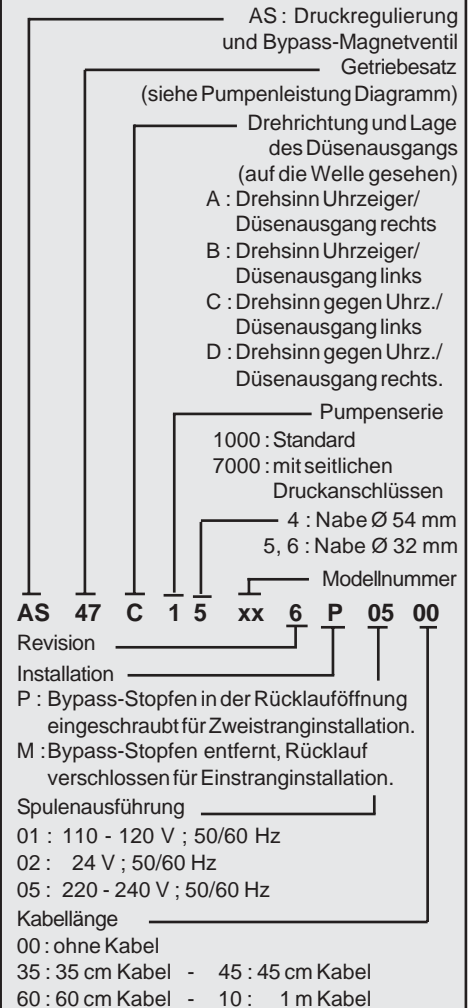 AS : Druckregulierung
und Bypass-Magnetventil
Getriebesatz
(siehe Pumpenleistung Diagramm)
Drehrichtung und Lage
des Düsenausgangs
(auf die Welle gesehen)
A : Drehsinn Uhrzeiger/
Düsenausgang rechts
B : Drehsinn Uhrzeiger/
Düsenausgang links
C : Drehsinn gegen Uhrz./
Düsenausgang links
D : Drehsinn gegen Uhrz./
Düsenausgang rechts.
Pumpenserie
1000 : Standard
7000 : mit seitlichen
Druckanschlüssen
4 : Nabe Ø 54 mm
5, 6 : Nabe Ø 32 mm
Modellnummer
AS 47 C 1 5 xx 6 P 05 00
Revision
Installation
P : Bypass-Stopfen in der Rücklauföffnung
eingeschraubt für Zweistranginstallation.
M : Bypass-Stopfen entfernt, Rücklauf
verschlossen für Einstranginstallation.
Spulenausführung
01 : 110 - 120 V ; 50/60 Hz
02 : 24 V ; 50/60 Hz
05 : 220 - 240 V ; 50/60 Hz
Kabellänge
00 : ohne Kabel
35 : 35 cm Kabel - 45 : 45 cm Kabel
60 : 60 cm Kabel - 10 : 1 m Kabel